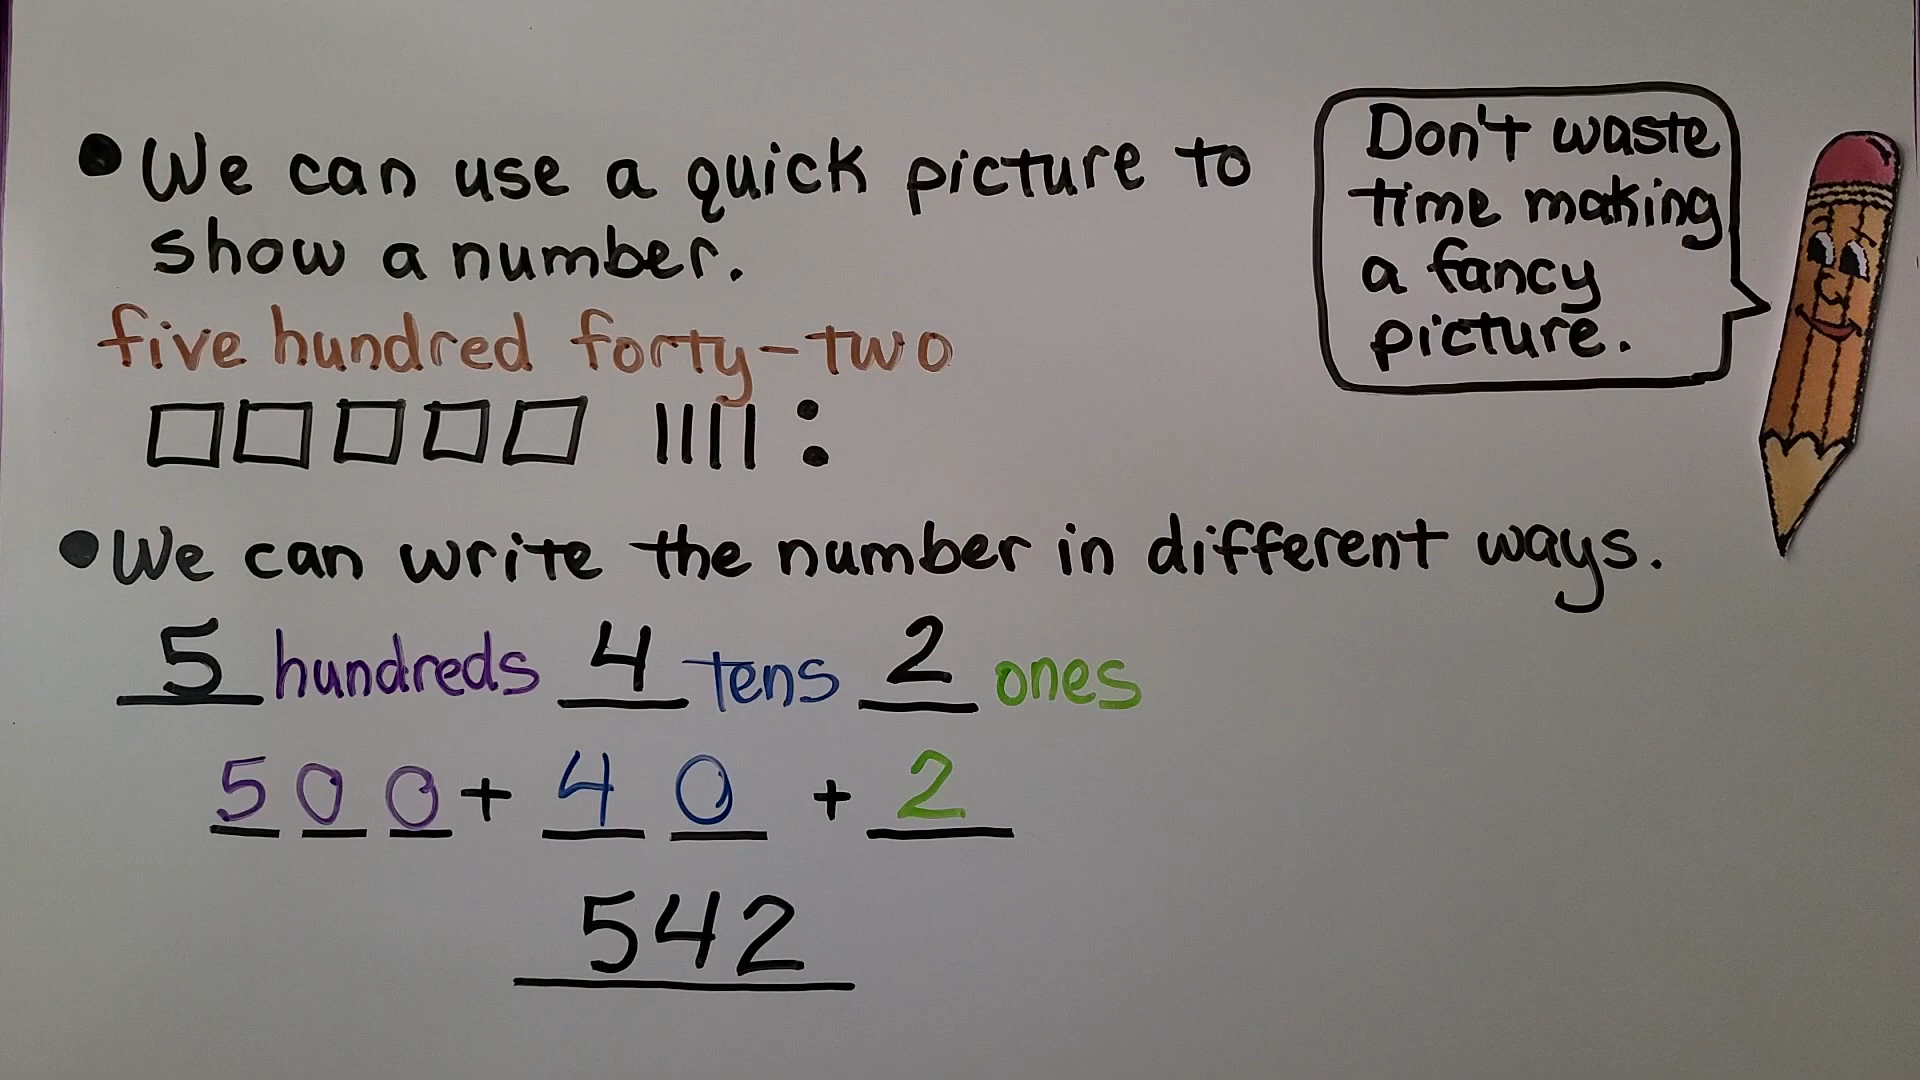 • We can use a quick picture to
show a number.
five hundred forty-two
• We can write the number in different ways.
5 hundreds 4 tens 2 ones
500 + 40 + 2
542
Don't waste
time making
a fancy
picture.